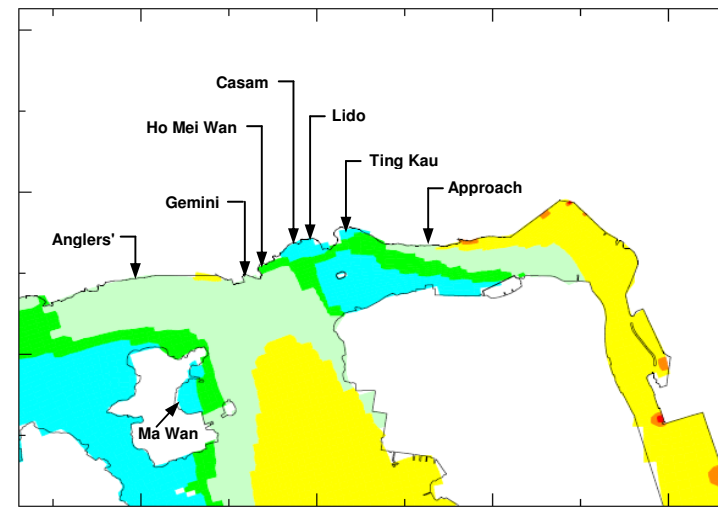 Casam
Lido
Ho Mei Wan
Ting Kau
Approach
Gemini
Anglers'
Ma Wan